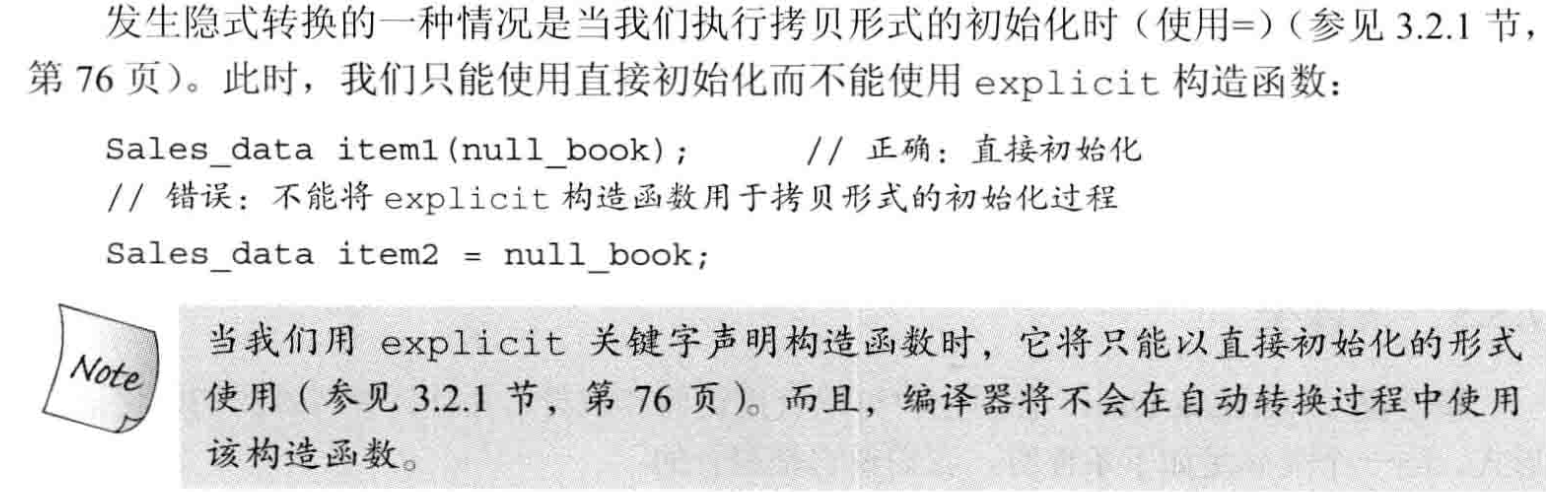 发生隐式转换的一种情况是当我们执行拷贝形式的初始化时（使用=）（参见 3.2.1 节，
第 76 页）。此时，我们只能使用直接初始化而不能使用 explicit 构造函数：
Sales_data item1(null_book); // 正确：直接初始化
// 错误：不能将 explicit 构造函数用于拷贝形式的初始化过程
Sales_data item2 = null_book;
Note
当我们用 explicit 关键字声明构造函数时，它将只能以直接初始化的形式
使用（参见 3.2.1 节，第 76 页）。而且，编译器将不会在自动转换过程中使用
该构造函数。